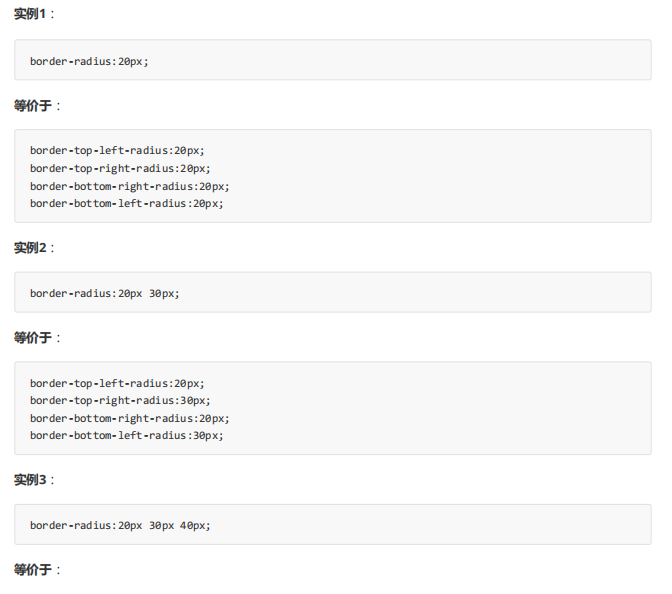 实例1：
border-radius:20px;
等价于：
border-top-left-radius:20px;
border-top-right-radius:20px;
border-bottom-right-radius:20px;
border-bottom-left-radius:20px;
实例2：
border-radius:20px 30px;
等价于：
border-top-left-radius:20px;
border-top-right-radius:30px;
border-bottom-right-radius:20px;
border-bottom-left-radius:30px;
实例3：
border-radius:20px 30px 40px;
等价于：